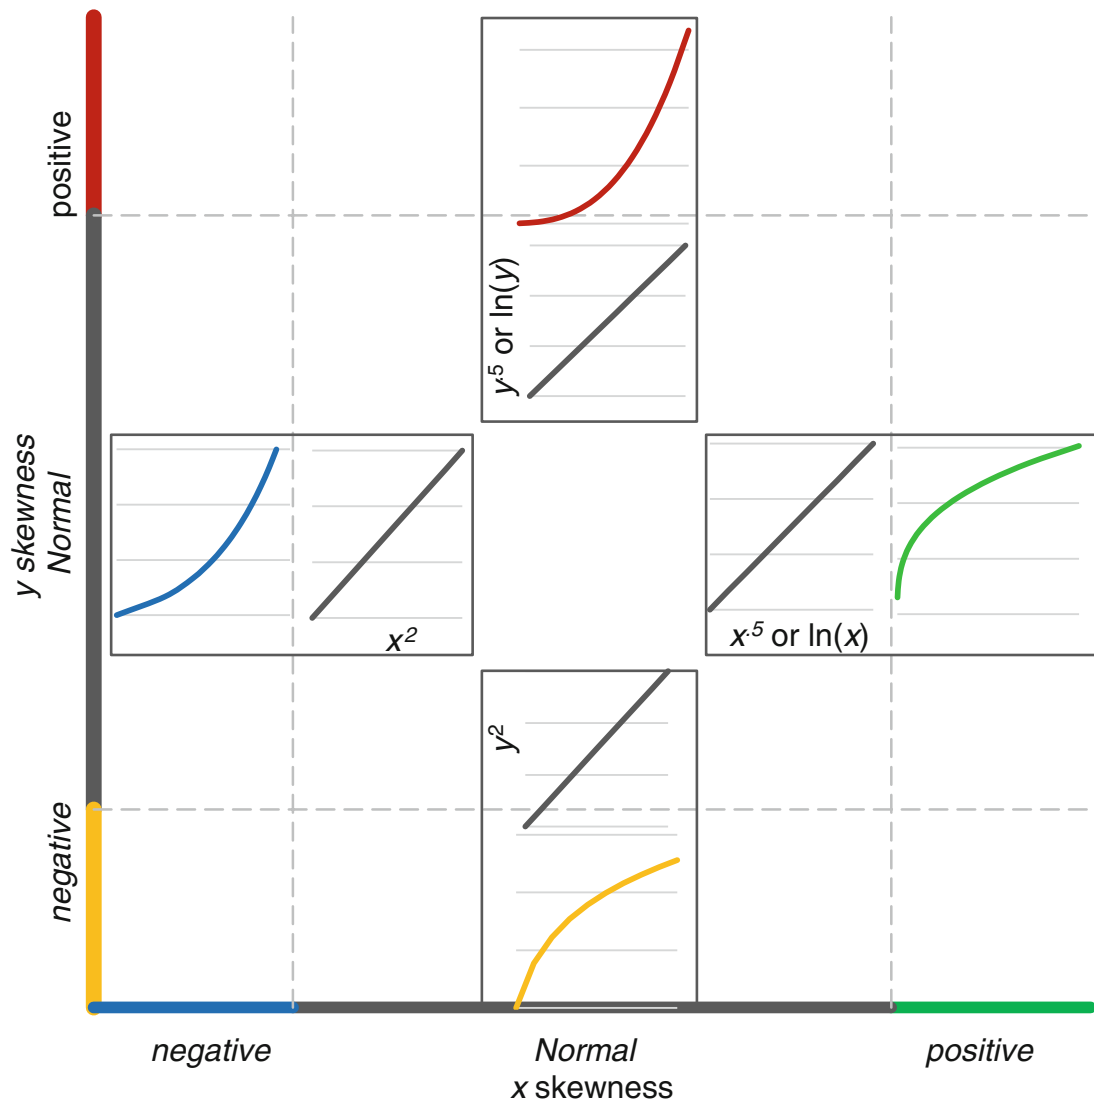 positive
y.5 or ln(y)
y skewness
Normal
x2
x.5 or ln(x)
y2
negative
negative
Normal
positive
x skewness